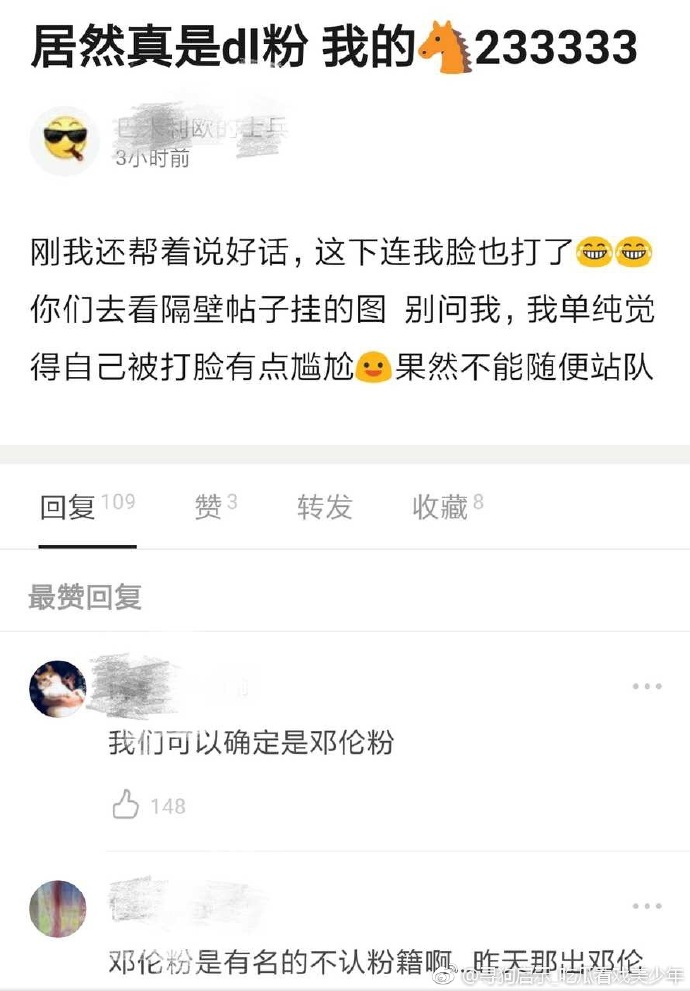 居然真是dl粉 我的🐴233333
3小时前
刚我还帮着说好话，这下连我脸也打了😂😂
你们去看隔壁帖子挂的图 别问我，我单纯觉
得自己被打脸有点尴尬🙂果然不能随便站队
回复 109 赞 3 转发 收藏 8
最赞回复
我们可以确定是邓伦粉
148
邓伦粉是有名的不认粉籍啊..昨天那出邓伦